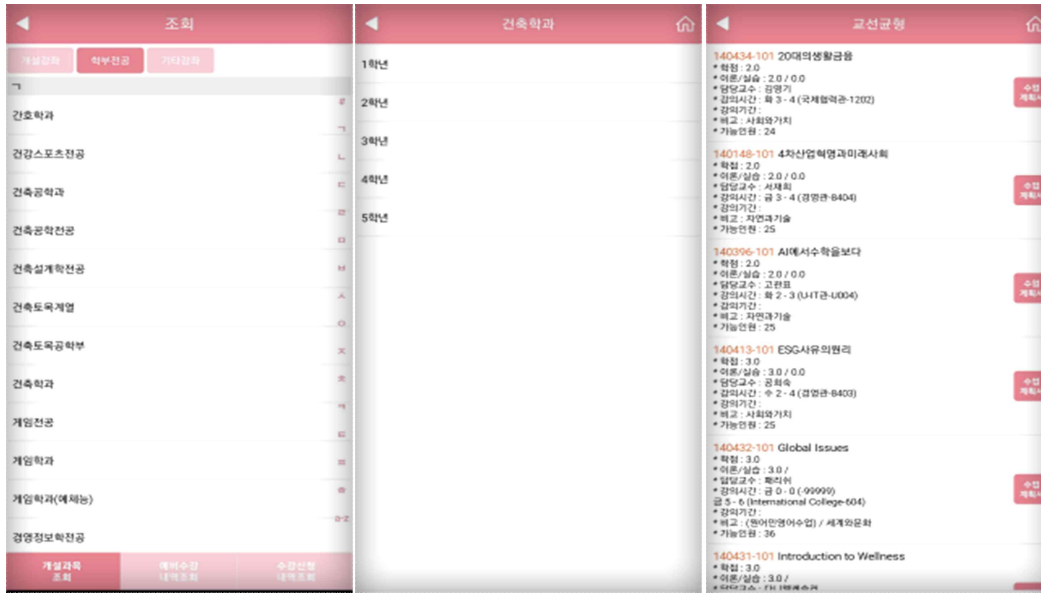 조회
개설강좌 학부전공 기타강좌
ㄱ
간호학과
건강스포츠전공
건축공학과
건축공학전공
건축설계학전공
건축토목계열
건축토목공학부
건축학과
게임전공
게임학과
게임학과(예체능)
경영정보학전공
#
ㄱ
ㄴ
ㄷ
ㄹ
ㅁ
ㅂ
ㅅ
ㅇ
ㅈ
ㅊ
ㅋ
ㅌ
ㅍ
ㅎ
a-z
개설과목
조회
예비수강
내역조회
수강신청
내역조회
건축학과
1학년
2학년
3학년
4학년
5학년
교선균형
140434-101 20대의생활금융
* 학점 : 2.0
* 이론/실습 : 2.0 / 0.0
* 담당교수 : 김영기
* 강의시간 : 화 3 - 4 (국제협력관-1202)
* 강의기간 :
* 비고 : 사회와가치
* 가능인원 : 24
수업
140148-101 4차산업혁명과미래사회
* 학점 : 2.0
* 이론/실습 : 2.0 / 0.0
* 담당교수 : 서재희
* 강의시간 : 금 3 - 4 (경영관-8404)
* 강의기간 :
* 비고 : 자연과기술
* 가능인원 : 25
수업
140396-101 AI에서수학을보다
* 학점 : 2.0
* 이론/실습 : 2.0 / 0.0
* 담당교수 : 고란표
* 강의시간 : 화 2 - 3 (U-IT관-U004)
* 강의기간 :
* 비고 : 자연과기술
* 가능인원 : 25
수업
140413-101 ESG사유의원리
* 학점 : 3.0
* 이론/실습 : 3.0 / 0.0
* 담당교수 : 공희숙
* 강의시간 : 수 2 - 4 (경영관-8403)
* 강의기간 :
* 비고 : 사회와가치
* 가능인원 : 25
수업
140432-101 Global Issues
* 학점 : 3.0
* 이론/실습 : 3.0 /
* 담당교수 : 패리쉬
* 강의시간 : 금 0 - 0 (-99999)
금 5 - 6 (International College-604)
* 강의기간 :
* 비고 : (원어민영어수업) / 세계와문화
* 가능인원 : 36
수업
140431-101 Introduction to Wellness
* 학점 : 3.0
* 이론/실습 : 3.0 /